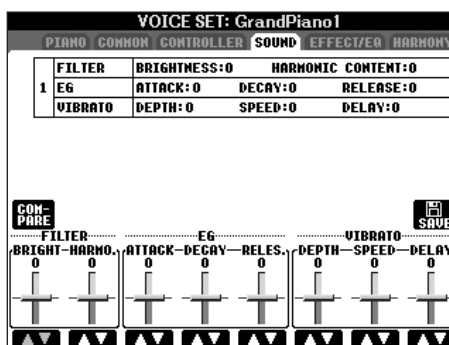 VOICE SET: GrandPiano1
PIANO COMMON CONTROLLER SOUND EFFECT/EQ HARMONY
FILTER BRIGHTNESS:0 HARMONIC CONTENT:0
1 EG ATTACK:0 DECAY:0 RELEASE:0
VIBRATO DEPTH:0 SPEED:0 DELAY:0
COM-
PARE
SAVE
FILTER EG VIBRATO
BRIGHT-HARMO. ATTACK-DECAY-RELES. DEPTH-SPEED-DELAY
0 0 0 0 0 0 0 0